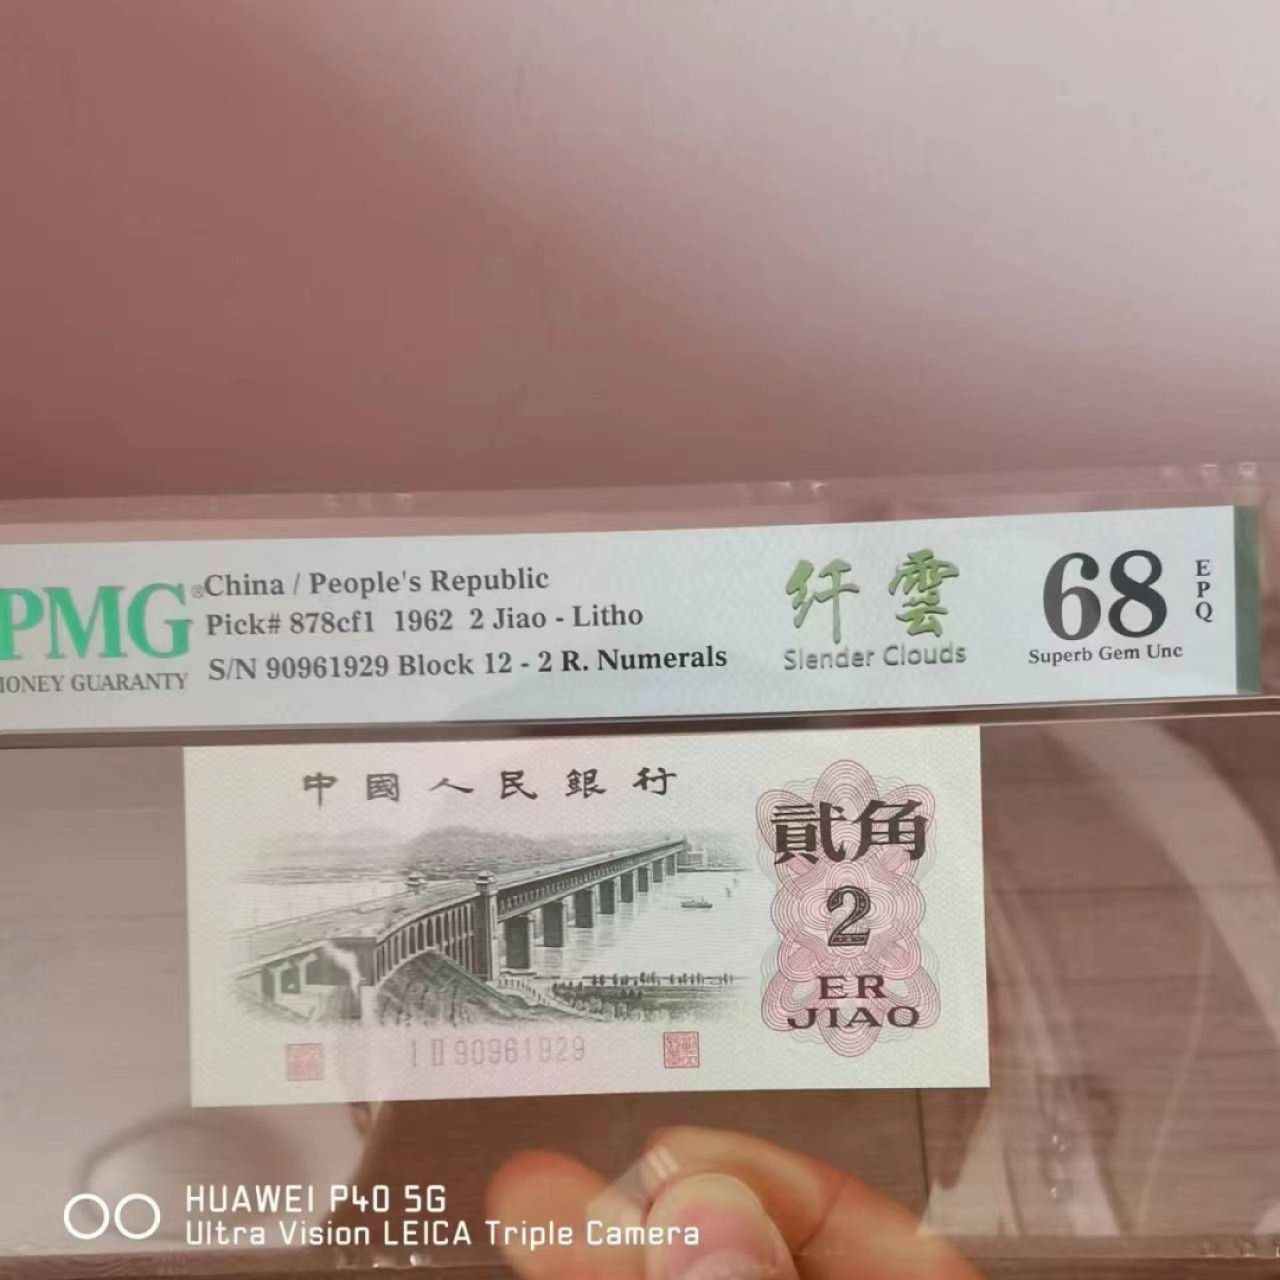 PMG®
MONEY GUARANTY
China / People's Republic
Pick# 878cf1 1962 2 Jiao - Litho
S/N 90961929 Block 12 - 2 R. Numerals
纤雲
Slender Clouds
68
EPQ
Superb Gem Unc
中國人民銀行
貳角
2
ER
JIAO
I II 90961929
HUAWEI P40 5G
Ultra Vision LEICA Triple Camera